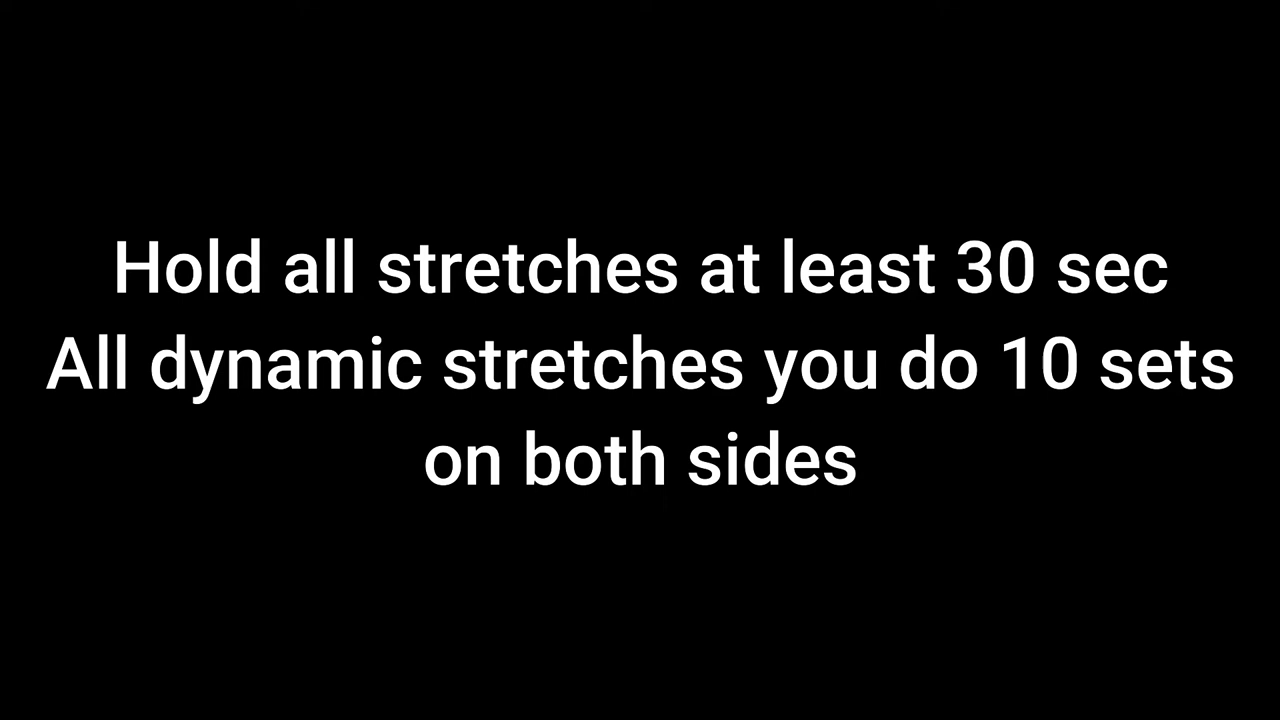 Hold all stretches at least 30 sec
All dynamic stretches you do 10 sets
on both sides